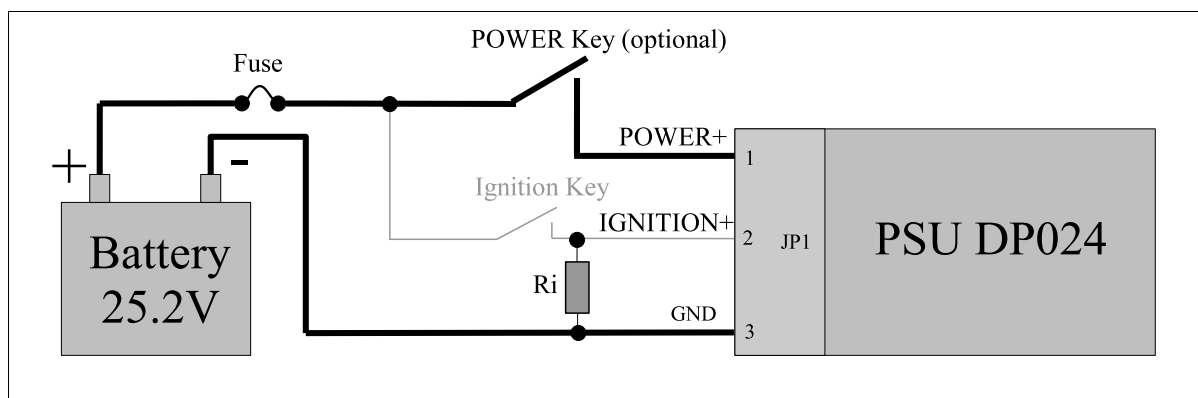 POWER Key (optional)
Fuse
POWER+
1
+
-
Ignition Key
IGNITION+
2
JP1
PSU DP024
Battery
25.2V
Ri
GND
3